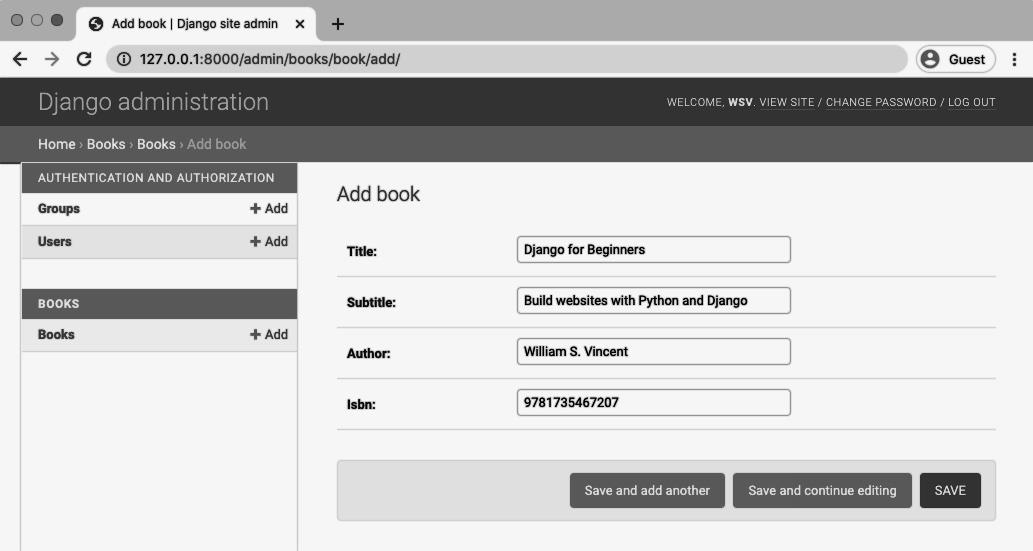 Add book | Django site admin
127.0.0.1:8000/admin/books/book/add/
Guest
Django administration
WELCOME, WSV. VIEW SITE / CHANGE PASSWORD / LOG OUT
Home › Books › Books › Add book
AUTHENTICATION AND AUTHORIZATION
Groups + Add
Users + Add
BOOKS
Books + Add
Add book
Title: Django for Beginners
Subtitle: Build websites with Python and Django
Author: William S. Vincent
Isbn: 9781735467207
Save and add another Save and continue editing SAVE